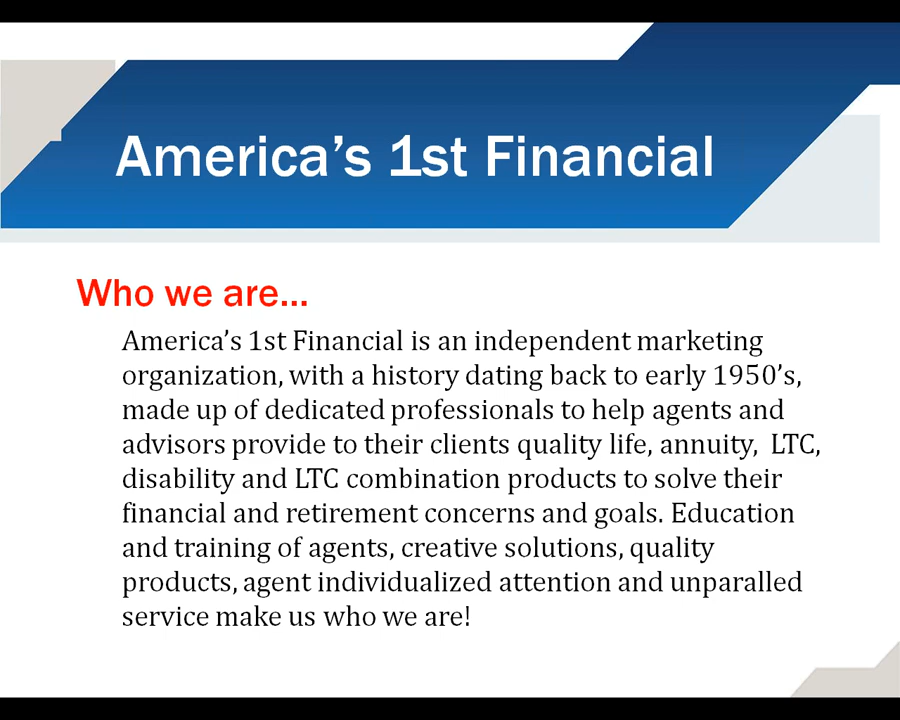 America's 1st Financial
Who we are...
America's 1st Financial is an independent marketing
organization, with a history dating back to early 1950's,
made up of dedicated professionals to help agents and
advisors provide to their clients quality life, annuity,  LTC,
disability and LTC combination products to solve their
financial and retirement concerns and goals. Education
and training of agents, creative solutions, quality
products, agent individualized attention and unparalled
service make us who we are!